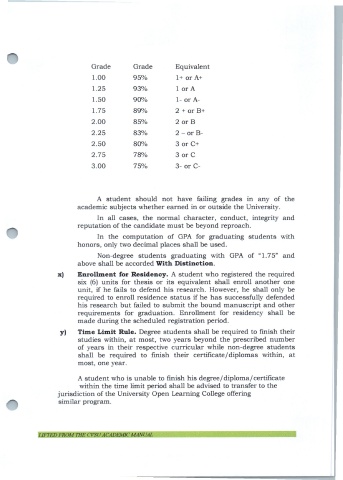 Grade Grade Equivalent
1.00 95% 1+ or A+
1.25 93% 1 or A
1.50 90% 1- or A-
1.75 89% 2 + or B+
2.00 85% 2 or B
2.25 83% 2 – or B-
2.50 80% 3 or C+
2.75 78% 3 or C
3.00 75% 3- or C-
A student should not have failing grades in any of the
academic subjects whether earned in or outside the University.
In all cases, the normal character, conduct, integrity and
reputation of the candidate must be beyond reproach.
In the computation of GPA for graduating students with
honors, only two decimal places shall be used.
Non-degree students graduating with GPA of "1.75" and
above shall be accorded With Distinction.
x) Enrollment for Residency. A student who registered the required
six (6) units for thesis or its equivalent shall enroll another one
unit, if he fails to defend his research. However, he shall only be
required to enroll residence status if he has successfully defended
his research but failed to submit the bound manuscript and other
requirements for graduation. Enrollment for residency shall be
made during the scheduled registration period.
y) Time Limit Rule. Degree students shall be required to finish their
studies within, at most, two years beyond the prescribed number
of years in their respective curricular while non-degree students
shall be required to finish their certificate/diplomas within, at
most, one year.
A student who is unable to finish his degree/diploma/certificate
within the time limit period shall be advised to transfer to the
jurisdiction of the University Open Learning College offering
similar program.
LIFTED FROM THE CVSU ACADEMIC MANUAL